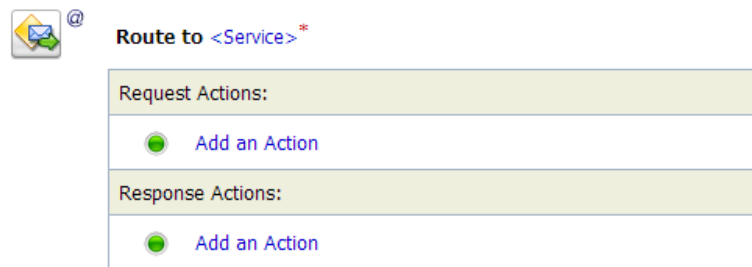 @
Route to <Service>*
Request Actions:
Add an Action
Response Actions:
Add an Action